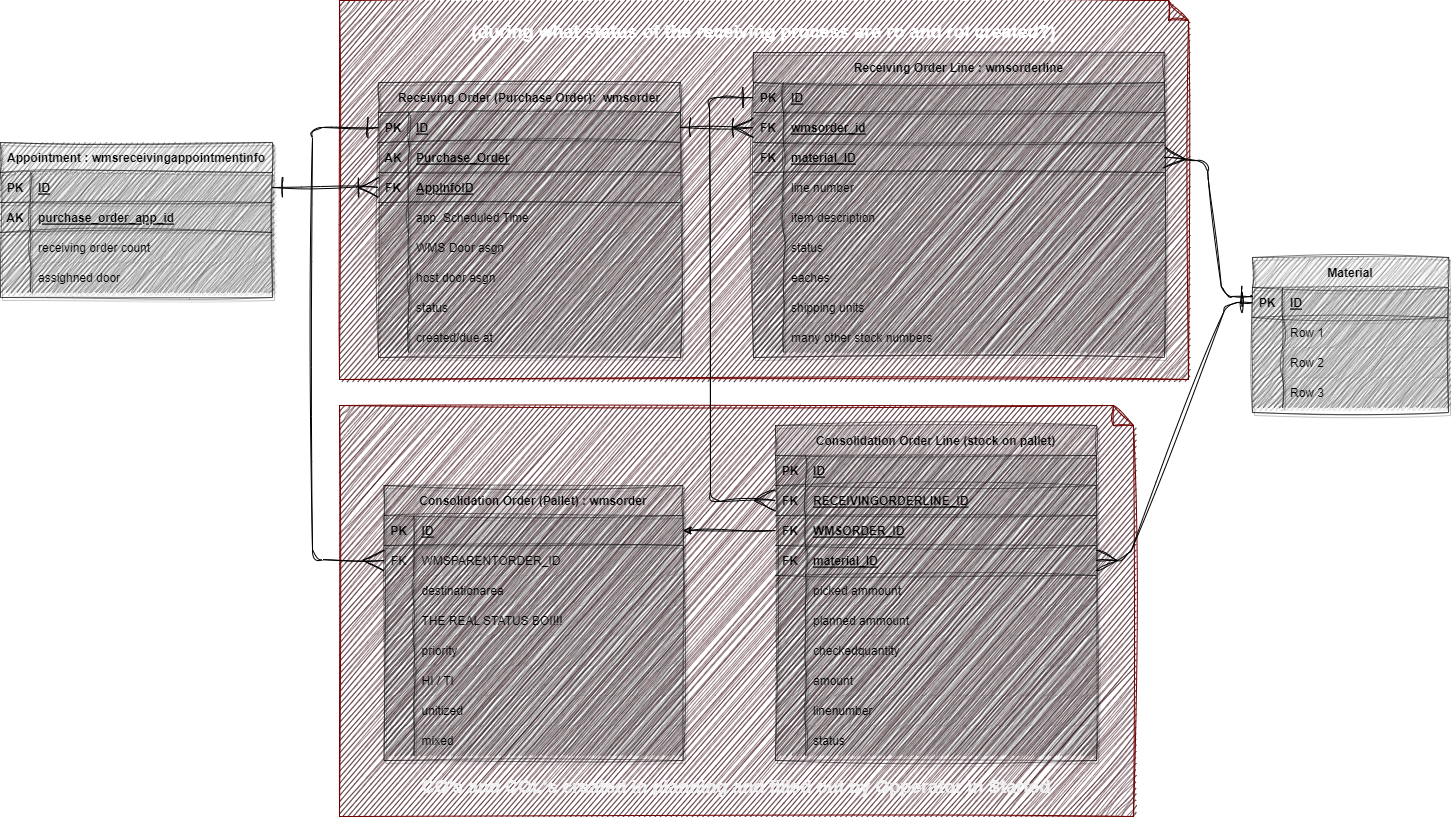 (during what status of the receiving process are ro and rol created?)
Receiving Order Line : wmsorderline
PK ID
FK wmsorder_id
FK material_ID
line number
item description
status
eaches
shipping units
many other stock numbers
Receiving Order (Purchase Order): wmsorder
PK ID
AK Purchase_Order
FK AppInfoID
app. Scheduled Time
WMS Door asgn
host door asgn
status
created/due at
Appointment : wmsreceivingappointmentinfo
PK ID
AK purchase_order_app_id
receiving order count
assighned door
Material
PK ID
Row 1
Row 2
Row 3
Consolidation Order Line (stock on pallet)
PK ID
FK RECEIVINGORDERLINE_ID
FK WMSORDER_ID
FK material_ID
picked ammount
planned ammount
checkedquantity
amount
linenumber
status
Consolidation Order (Pallet) : wmsorder
PK ID
FK WMSPARENTORDER_ID
destinationarea
THE REAL STATUS BOI!!!
priority
HI / TI
unitized
mixed
CO's and COL's created in planning and filled out by Ooperator in Started